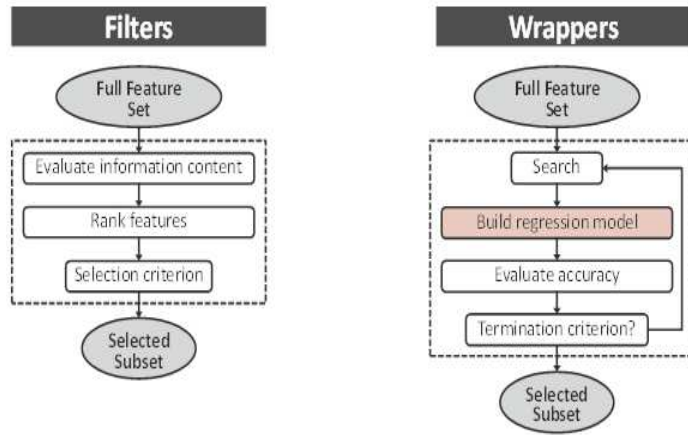 Filters
Full Feature
Set
Evaluate information content
Rank features
Selection criterion
Selected
Subset
Wrappers
Full Feature
Set
Search
Build regression model
Evaluate accuracy
Termination criterion?
Selected
Subset